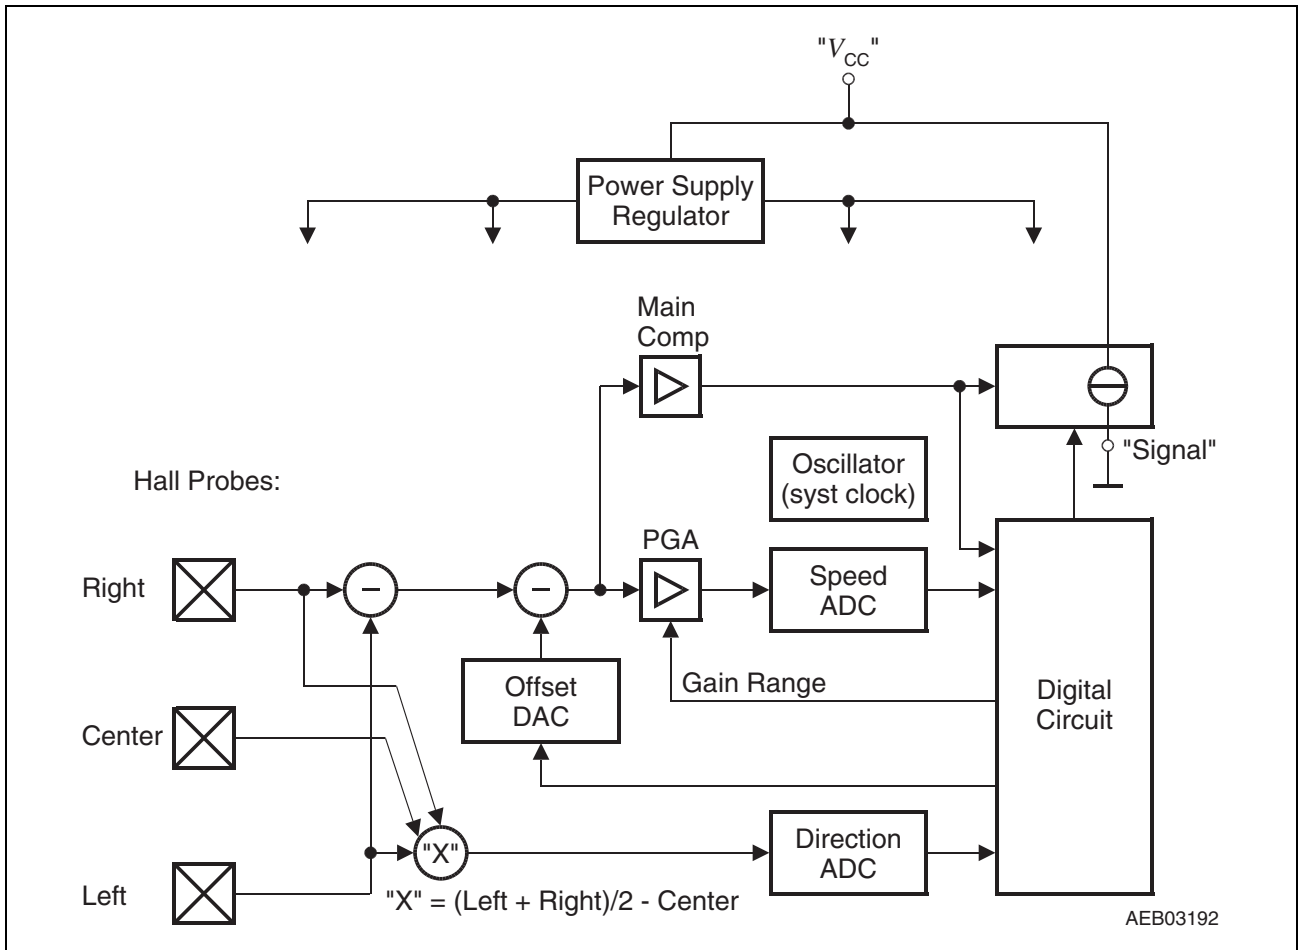 "VCC"
Power Supply
Regulator
Main
Comp
Oscillator
(syst clock)
"Signal"
Hall Probes:
PGA
Right
-
-
Speed
ADC
Offset
DAC
Gain Range
Digital
Circuit
Center
"X"
Direction
ADC
Left
"X" = (Left + Right)/2 - Center
AEB03192